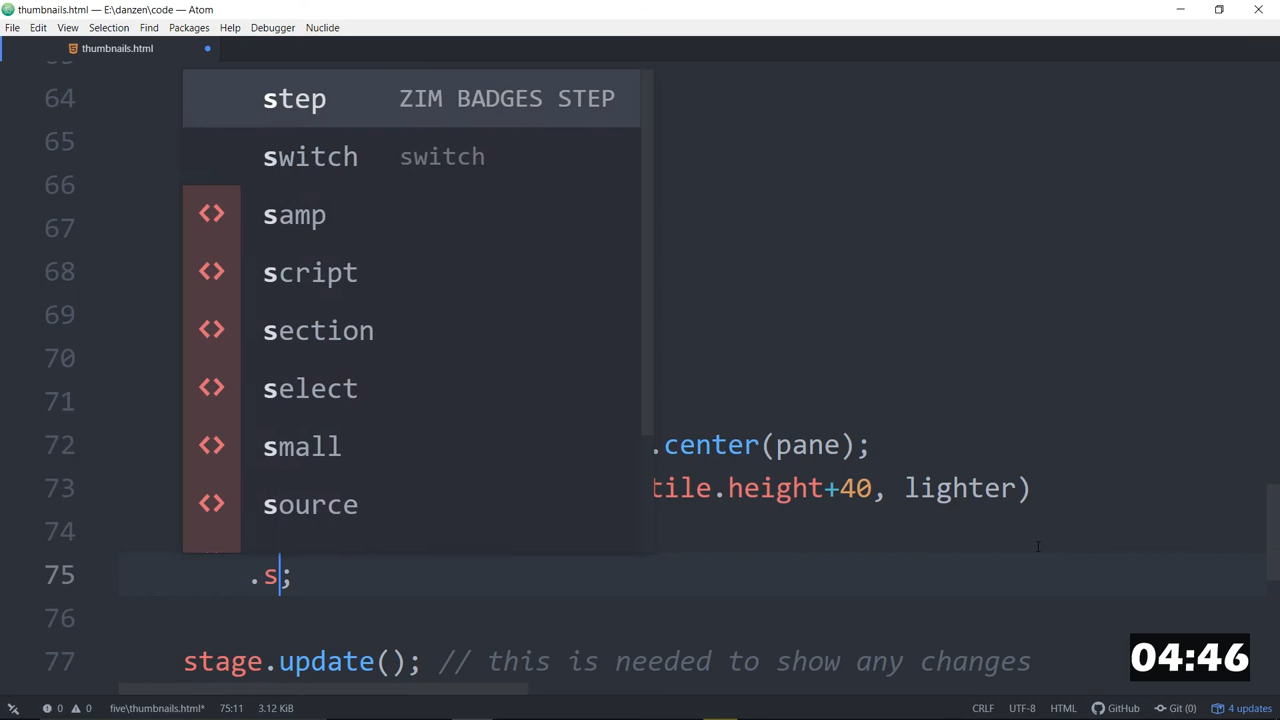 thumbnails.html — E:\danzen\code — Atom
File Edit View Selection Find Packages Help Debugger Nuclide
thumbnails.html
64 step ZIM BADGES STEP
65 switch switch
66 samp
67
68 script
69 section
70 select
71
72 small .center(pane);
73 source tile.height+40, lighter)
74
75 .s;
76
77 stage.update(); // this is needed to show any changes
04:46
0 0 five\thumbnails.html* 75:11 3.12 KiB CRLF UTF-8 HTML GitHub Git (0) 4 updates